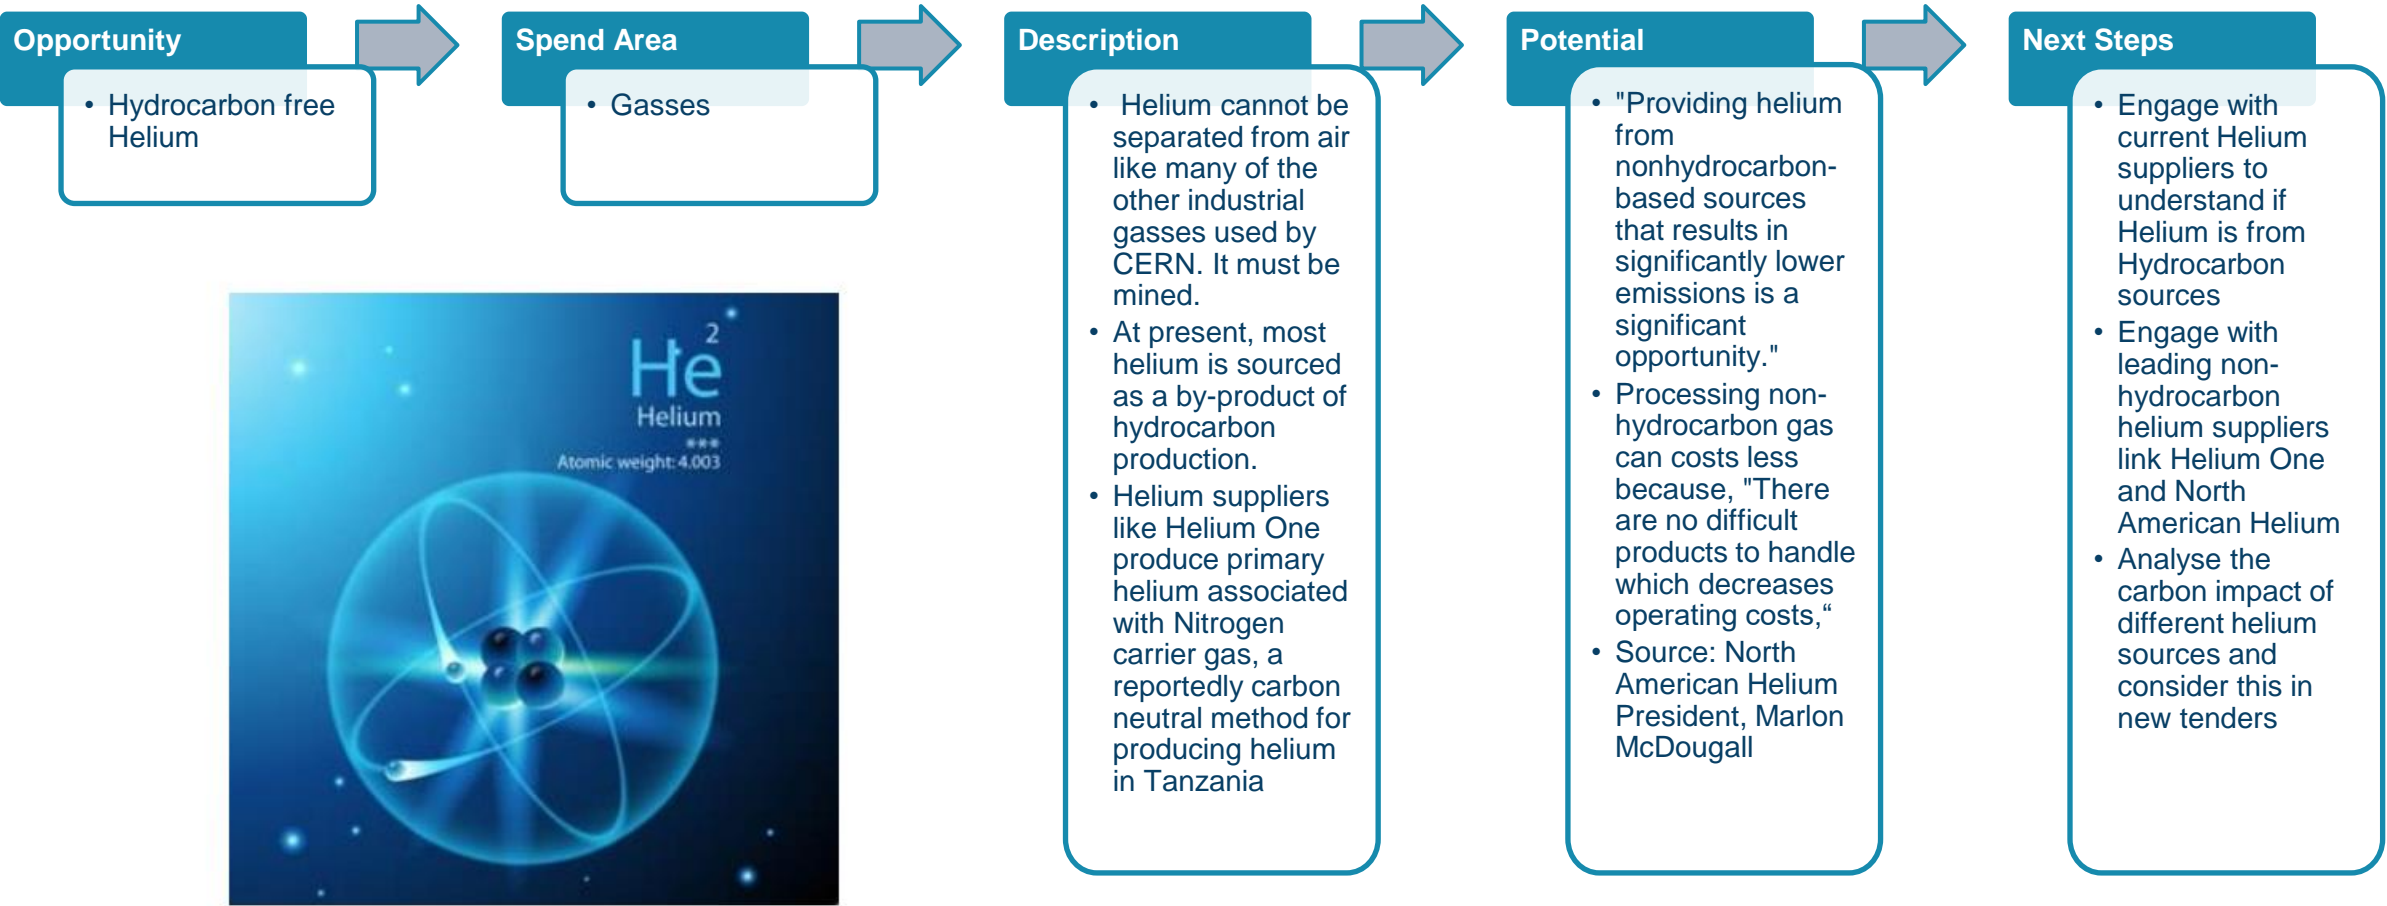 Opportunity
• Hydrocarbon free
Helium
Spend Area
• Gasses
Description
• Helium cannot be
separated from air
like many of the
other industrial
gasses used by
CERN. It must be
mined.
• At present, most
helium is sourced
as a by-product of
hydrocarbon
production.
• Helium suppliers
like Helium One
produce primary
helium associated
with Nitrogen
carrier gas, a
reportedly carbon
neutral method for
producing helium
in Tanzania
Potential
• "Providing helium
from
nonhydrocarbon-
based sources
that results in
significantly lower
emissions is a
significant
opportunity."
• Processing non-
hydrocarbon gas
can costs less
because, "There
are no difficult
products to handle
which decreases
operating costs,“
• Source: North
American Helium
President, Marlon
McDougall
Next Steps
• Engage with
current Helium
suppliers to
understand if
Helium is from
Hydrocarbon
sources
• Engage with
leading non-
hydrocarbon
helium suppliers
link Helium One
and North
American Helium
• Analyse the
carbon impact of
different helium
sources and
consider this in
new tenders
2
He
Helium
***
Atomic weight: 4.003